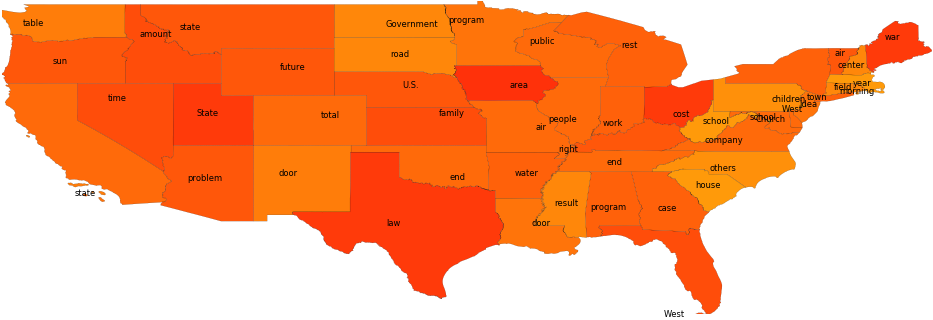 table
state
Government
program
amount
public
rest
war
air
sun
road
center
future
U.S.
area
year
field
morning
time
children
town
idea
West
State
total
family
cost
school
school
Church
air
people
work
company
right
end
others
problem
door
end
water
house
state
result
program
case
law
door
West